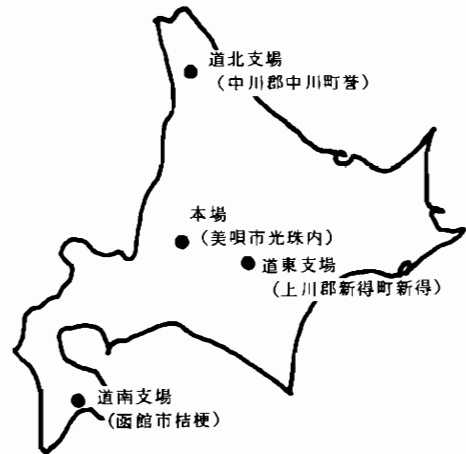 道北支場
（中川郡中川町誉）
本場
（美唄市光珠内）
道東支場
（上川郡新得町新得）
道南支場
（函館市桔梗）